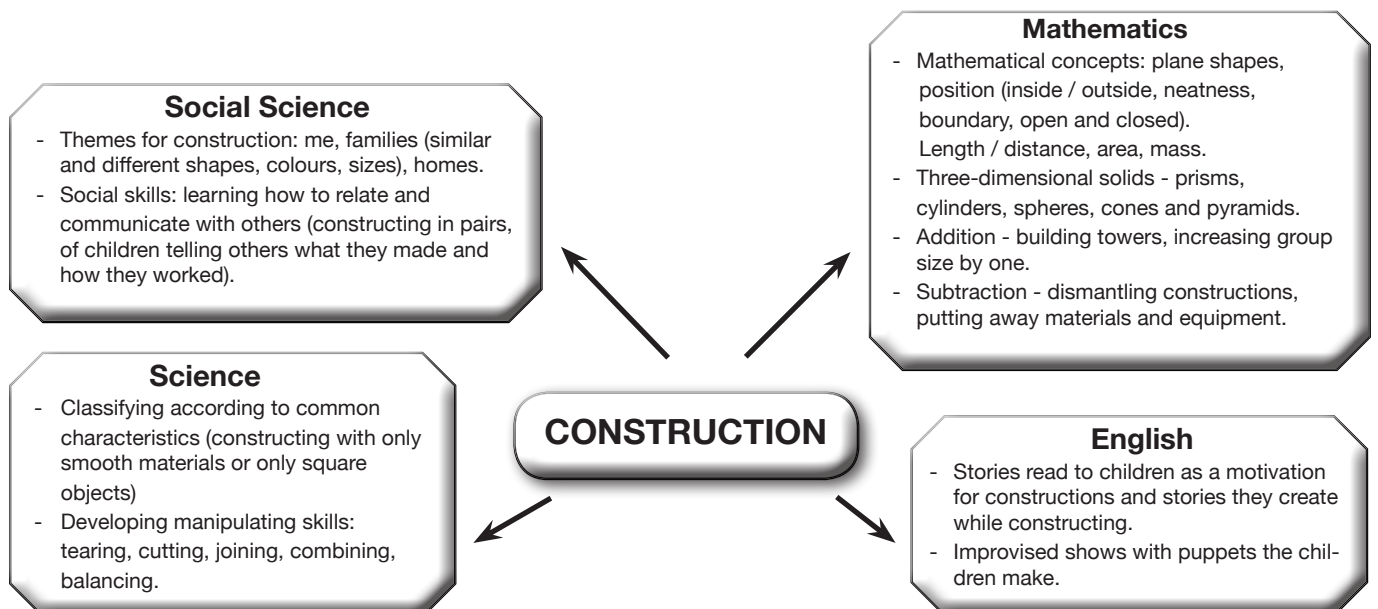 Social Science
- Themes for construction: me, families (similar
and different shapes, colours, sizes), homes.
- Social skills: learning how to relate and
communicate with others (constructing in pairs,
of children telling others what they made and
how they worked).
Mathematics
- Mathematical concepts: plane shapes,
position (inside / outside, neatness,
boundary, open and closed).
Length / distance, area, mass.
- Three-dimensional solids - prisms,
cylinders, spheres, cones and pyramids.
- Addition - building towers, increasing group
size by one.
- Subtraction - dismantling constructions,
putting away materials and equipment.
Science
- Classifying according to common
characteristics (constructing with only
smooth materials or only square
objects)
- Developing manipulating skills:
tearing, cutting, joining, combining,
balancing.
CONSTRUCTION
English
- Stories read to children as a motivation
for constructions and stories they create
while constructing.
- Improvised shows with puppets the chil-
dren make.